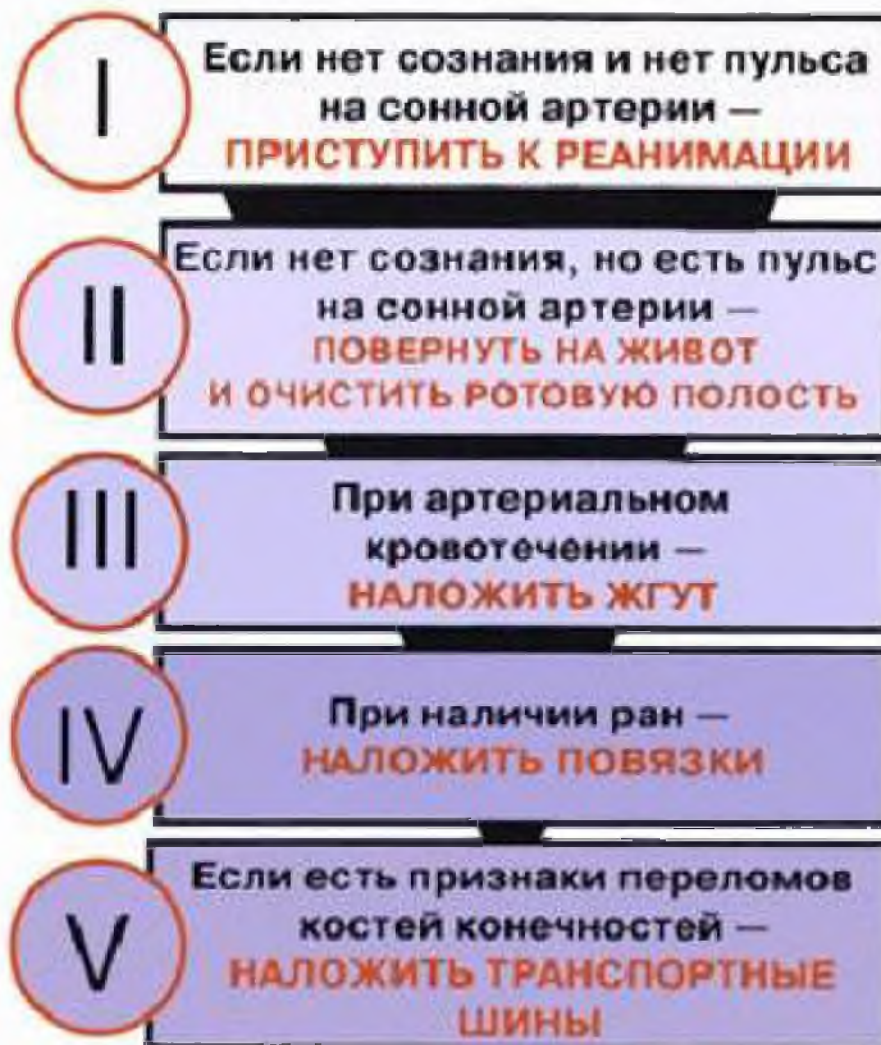 I
Если нет сознания и нет пульса
на сонной артерии —
ПРИСТУПИТЬ К РЕАНИМАЦИИ
II
Если нет сознания, но есть пульс
на сонной артерии —
ПОВЕРНУТЬ НА ЖИВОТ
И ОЧИСТИТЬ РОТОВУЮ ПОЛОСТЬ
III
При артериальном
кровотечении —
НАЛОЖИТЬ ЖГУТ
IV
При наличии ран —
НАЛОЖИТЬ ПОВЯЗКИ
V
Если есть признаки переломов
костей конечностей —
НАЛОЖИТЬ ТРАНСПОРТНЫЕ
ШИНЫ